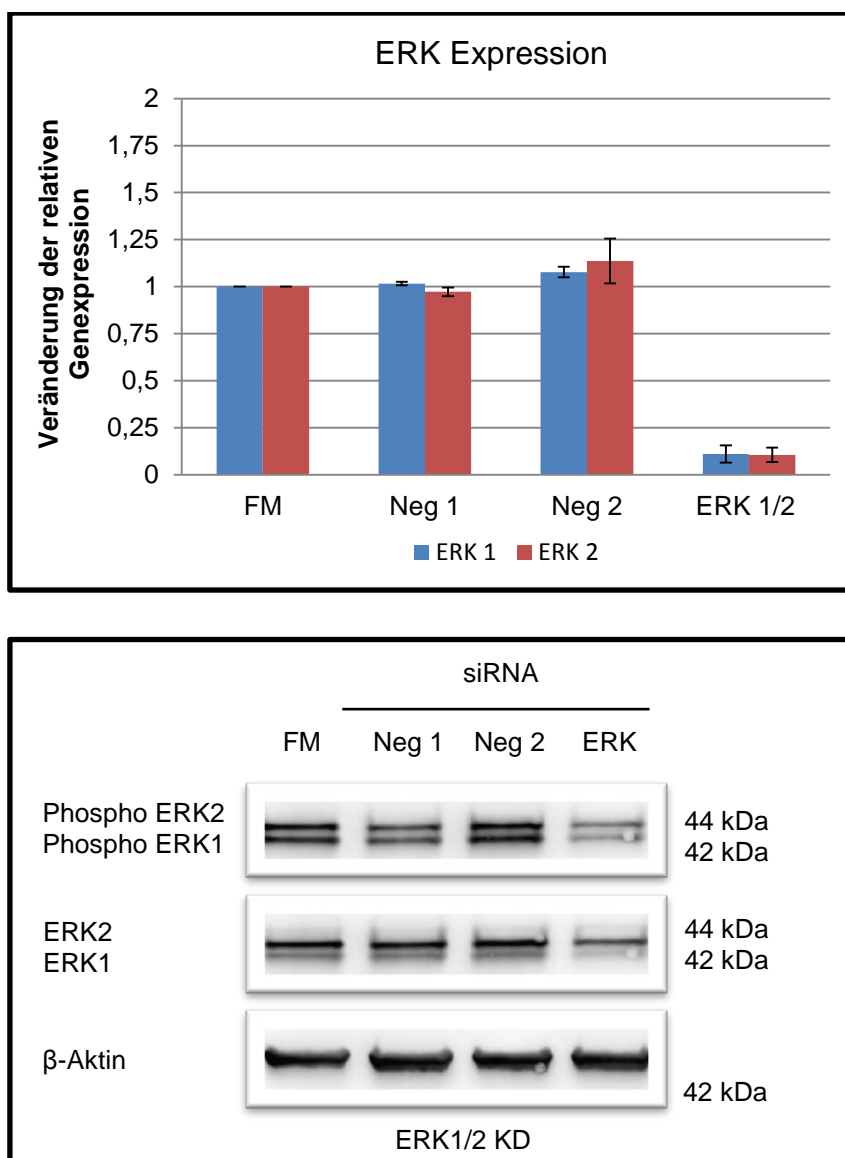 ERK Expression
Veränderung der relativen
Genexpression
2
1,75
1,5
1,25
1
0,75
0,5
0,25
0
FM Neg 1 Neg 2 ERK 1/2
ERK 1 ERK 2
siRNA
FM Neg 1 Neg 2 ERK
Phospho ERK2 44 kDa
Phospho ERK1 42 kDa
ERK2 44 kDa
ERK1 42 kDa
β-Aktin
42 kDa
ERK1/2 KD